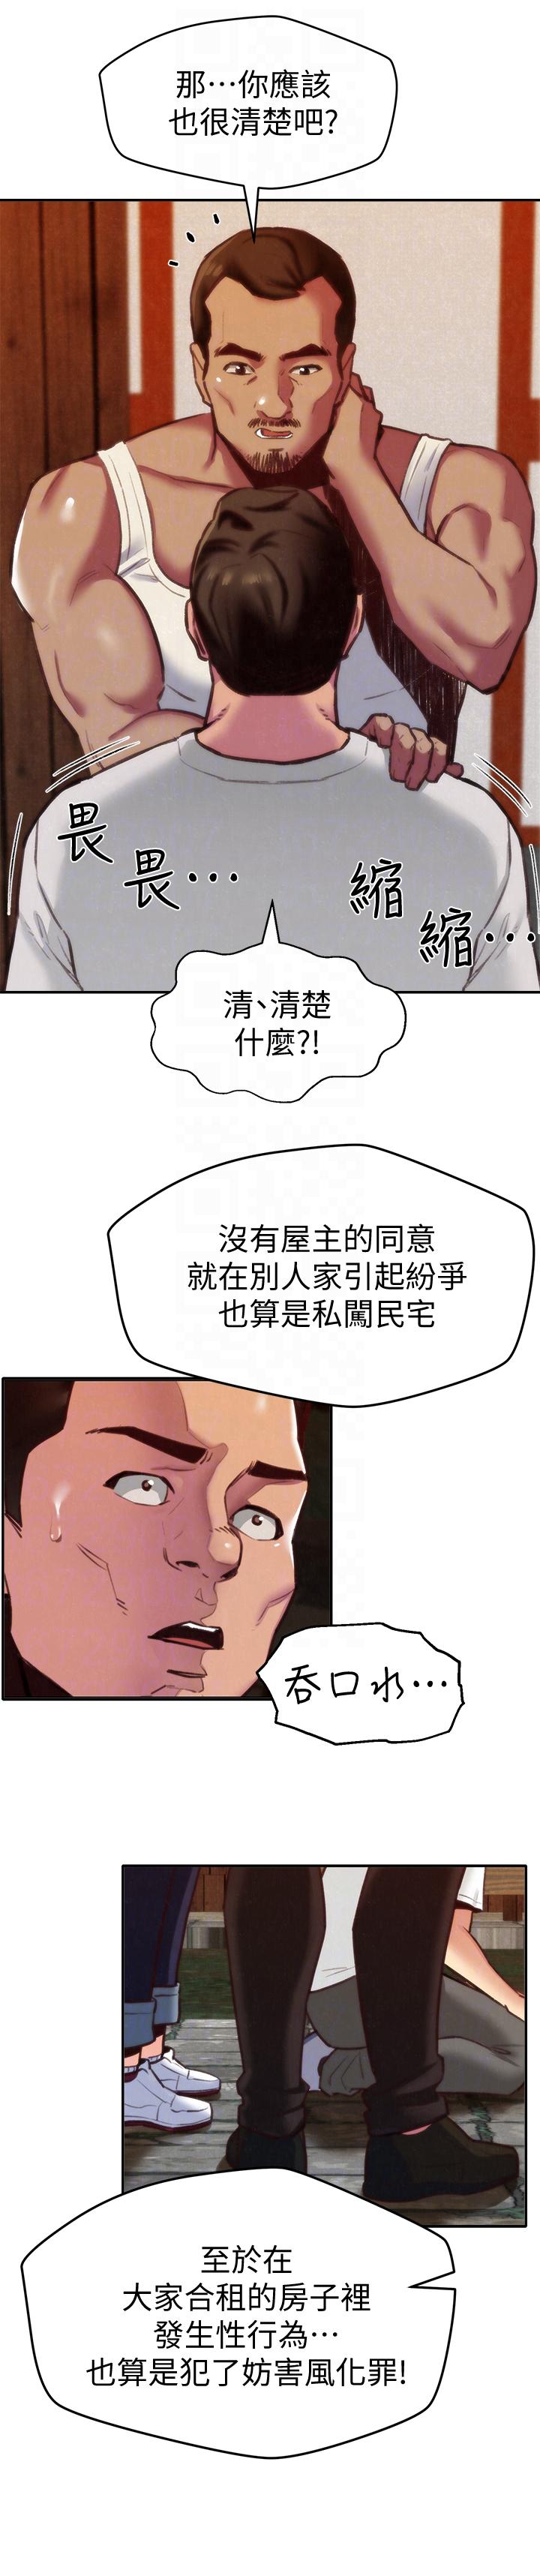 那…你應該
也很清楚吧?
畏
畏…
縮
縮…
清、清楚
什麼?!
沒有屋主的同意
就在別人家引起紛爭
也算是私闖民宅
吞口水…
至於在
大家合租的房子裡
發生性行為…
也算是犯了妨害風化罪!